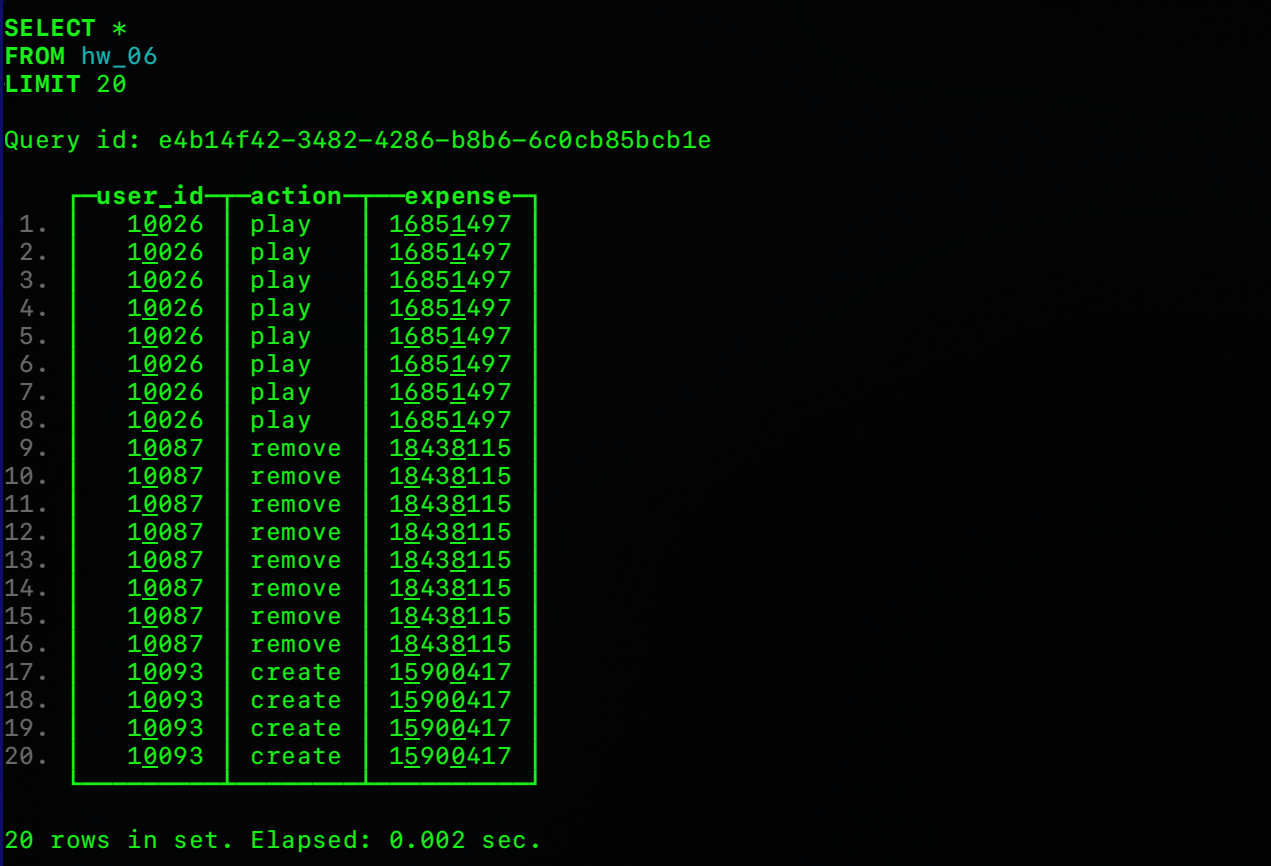 SELECT *
FROM hw_06
LIMIT 20
Query id: e4b14f42-3482-4286-b8b6-6c0cb85bcb1e
user_id action expense
1. 10026 play 16851497
2. 10026 play 16851497
3. 10026 play 16851497
4. 10026 play 16851497
5. 10026 play 16851497
6. 10026 play 16851497
7. 10026 play 16851497
8. 10026 play 16851497
9. 10087 remove 18438115
10. 10087 remove 18438115
11. 10087 remove 18438115
12. 10087 remove 18438115
13. 10087 remove 18438115
14. 10087 remove 18438115
15. 10087 remove 18438115
16. 10087 remove 18438115
17. 10093 create 15900417
18. 10093 create 15900417
19. 10093 create 15900417
20. 10093 create 15900417
20 rows in set. Elapsed: 0.002 sec.